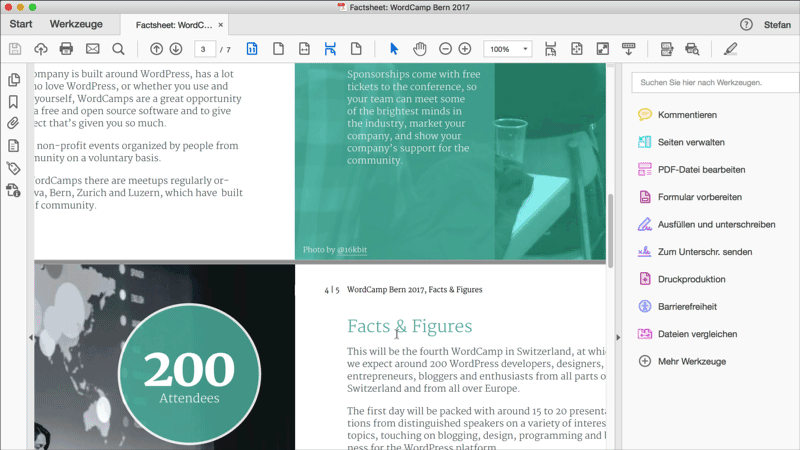 Factsheet: WordCamp Bern 2017
Start
Werkzeuge
Factsheet: WordC...
×
?
Stefan
3 / 7
100%
ompany is built around WordPress, has a lot
no love WordPress, or whether you use and
yourself, WordCamps are a great opportunity
a free and open source software and to give
ect that's given you so much.
non-profit events organized by people from
munity on a voluntary basis.
WordCamps there are meetups regularly or-
va, Bern, Zurich and Luzern, which have built
f community.
Sponsorships come with free
tickets to the conference, so
your team can meet some
of the brightest minds in
the industry, market your
company, and show your
company's support for the
community.
Photo by @16kbit
200
Attendees
4 | 5 WordCamp Bern 2017, Facts & Figures
Facts & Figures
This will be the fourth WordCamp in Switzerland, at whi
we expect around 200 WordPress developers, designers,
entrepreneurs, bloggers and enthusiasts from all parts o
Switzerland and from all over Europe.
The first day will be packed with around 15 to 20 presenta
tions from distinguished speakers on a variety of interes
topics, touching on blogging, design, programming and b
ness for the WordPress platform.
Suchen Sie hier nach Werkzeugen.
Kommentieren
Seiten verwalten
PDF-Datei bearbeiten
Formular vorbereiten
Ausfüllen und unterschreiben
Zum Unterschr. senden
Druckproduktion
Barrierefreiheit
Dateien vergleichen
Mehr Werkzeuge